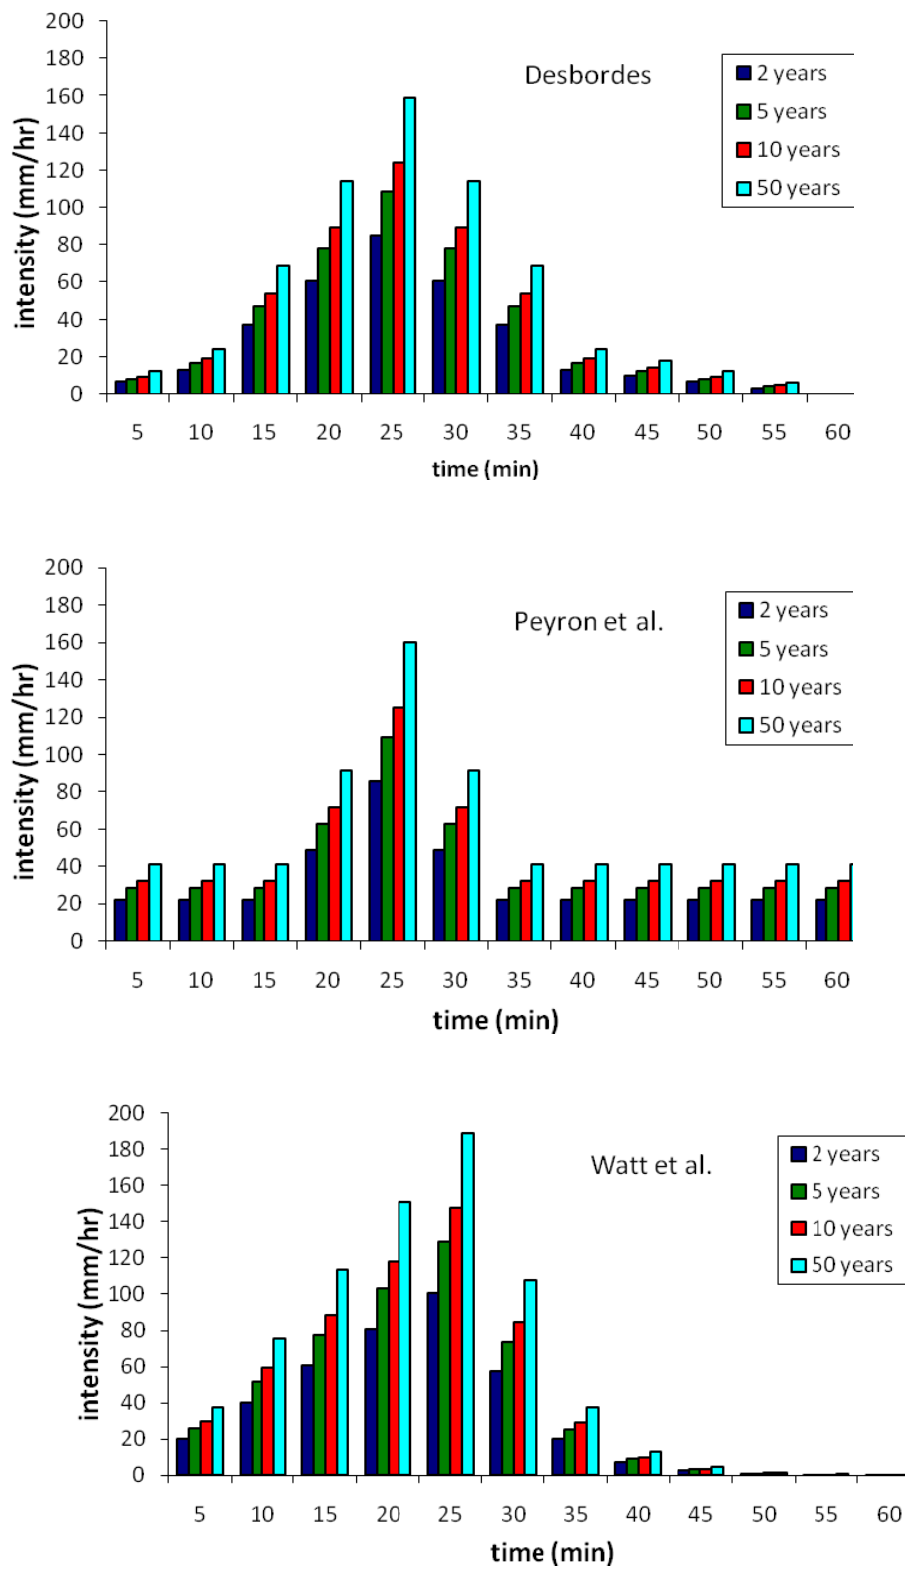 200
180
160
140
120
100
80
60
40
20
0
intensity (mm/hr)
Desbordes
2 years
5 years
10 years
50 years
5 10 15 20 25 30 35 40 45 50 55 60
time (min)
200
180
160
140
120
100
80
60
40
20
0
intensity (mm/hr)
Peyron et al.
2 years
5 years
10 years
50 years
5 10 15 20 25 30 35 40 45 50 55 60
time (min)
200
180
160
140
120
100
80
60
40
20
0
intensity (mm/hr)
Watt et al.
2 years
5 years
10 years
50 years
5 10 15 20 25 30 35 40 45 50 55 60
time (min)